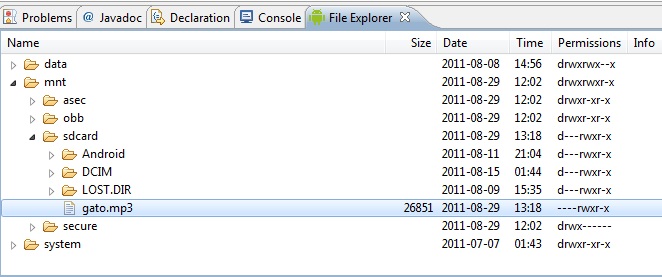 Problems @ Javadoc Declaration Console File Explorer
Name Size Date Time Permissions Info
data 2011-08-08 14:56 drwxrwx--x
mnt 2011-08-29 12:02 drwxrwxr-x
asec 2011-08-29 12:02 drwxr-xr-x
obb 2011-08-29 12:02 drwxr-xr-x
sdcard 2011-08-29 13:18 d---rwxr-x
Android 2011-08-11 21:04 d---rwxr-x
DCIM 2011-08-15 01:44 d---rwxr-x
LOST.DIR 2011-08-09 15:35 d---rwxr-x
gato.mp3 26851 2011-08-29 13:18 ----rwxr-x
secure 2011-08-29 12:02 drwx------
system 2011-07-07 01:43 drwxr-xr-x